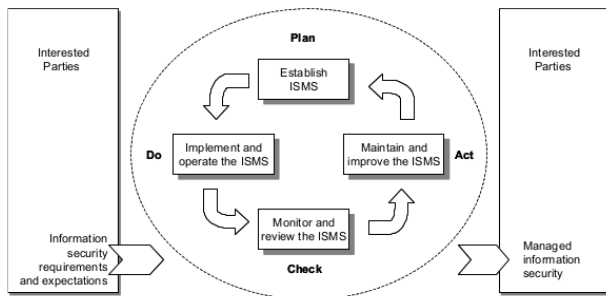 Interested
Parties
Plan
Interested
Parties
Establish
ISMS
Do
Implement and
operate the ISMS
Maintain and
improve the ISMS
Act
Monitor and
review the ISMS
Check
Information
security
requirements
and expectations
Managed
information
security